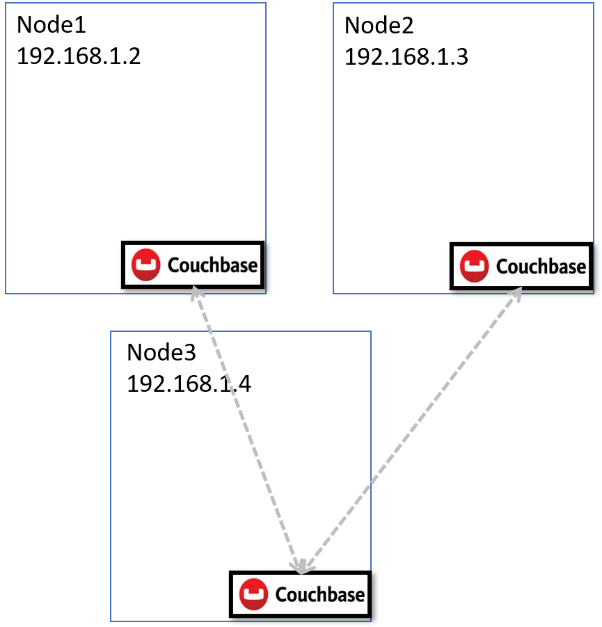 Node1
192.168.1.2
Couchbase
Node2
192.168.1.3
Couchbase
Node3
192.168.1.4
Couchbase